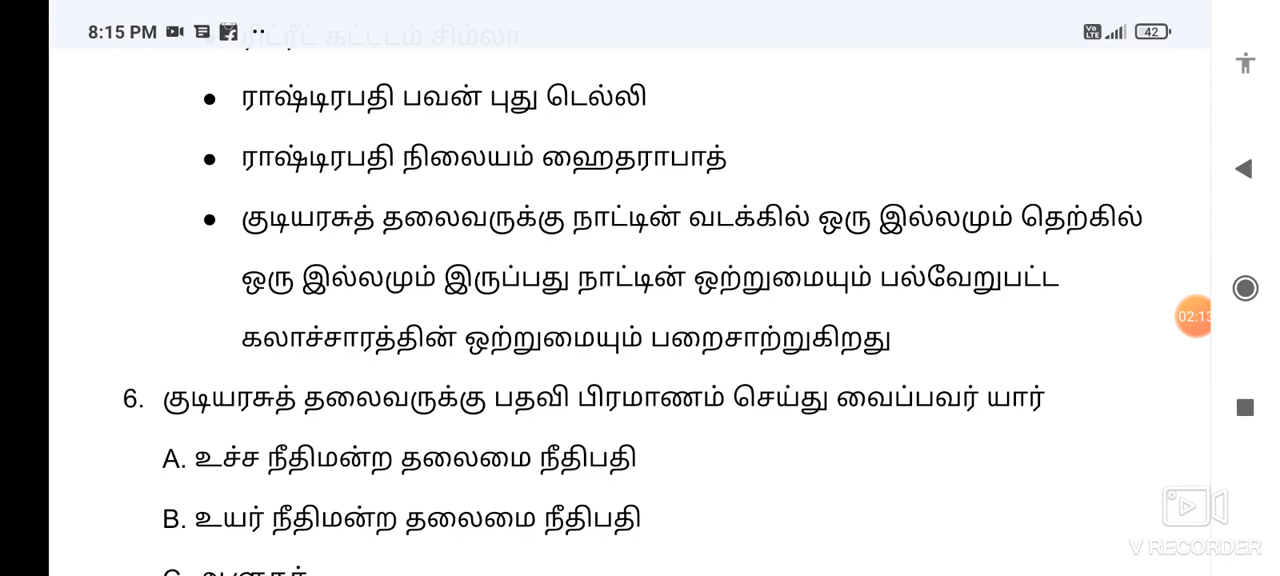 8:15 PM
42
ரிட்ரீட் கட்டடம் சிம்லா
● ராஷ்டிரபதி பவன் புது டெல்லி
● ராஷ்டிரபதி நிலையம் ஹைதராபாத்
● குடியரசுத் தலைவருக்கு நாட்டின் வடக்கில் ஒரு இல்லமும் தெற்கில்
ஒரு இல்லமும் இருப்பது நாட்டின் ஒற்றுமையும் பல்வேறுபட்ட
கலாச்சாரத்தின் ஒற்றுமையும் பறைசாற்றுகிறது
02:13
6. குடியரசுத் தலைவருக்கு பதவி பிரமாணம் செய்து வைப்பவர் யார்
A. உச்ச நீதிமன்ற தலைமை நீதிபதி
B. உயர் நீதிமன்ற தலைமை நீதிபதி
V RECORDER